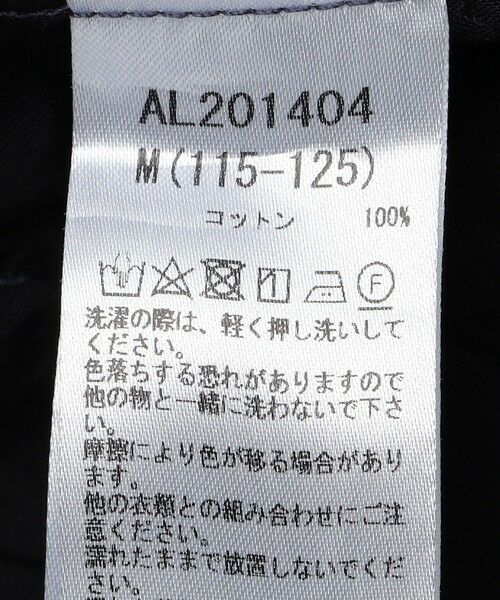 AL201404
M(115-125)
コットン 100%
F
洗濯の際は、軽く押し洗いして
ください。
色落ちする恐れがありますので
他の物と一緒に洗わないで下さ
い。
摩擦により色が移る場合があり
ます。
他の衣類との組み合わせにご注
意ください。
濡れたままで放置しないでくだ
さい。